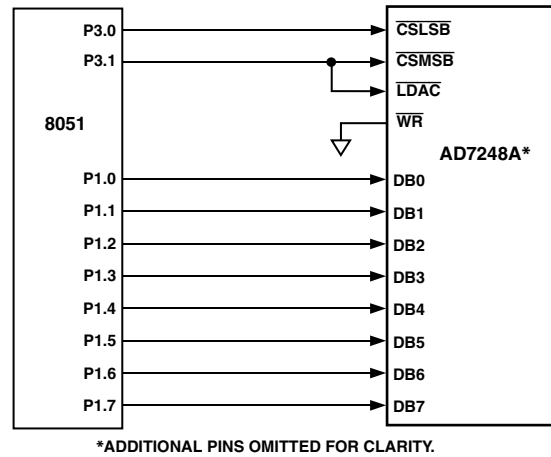 P3.0
CSLSB
P3.1
CSMSB
LDAC
8051
WR
AD7248A*
P1.0
DB0
P1.1
DB1
P1.2
DB2
P1.3
DB3
P1.4
DB4
P1.5
DB5
P1.6
DB6
P1.7
DB7
*ADDITIONAL PINS OMITTED FOR CLARITY.